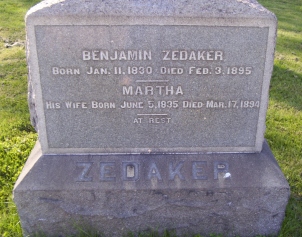 BENJAMIN ZEDAKER
BORN JAN. 11, 1830. DIED FEB. 3, 1895
MARTHA
HIS WIFE BORN JUNE 5, 1835 DIED MAR. 17, 1894
AT REST
ZEDAKER